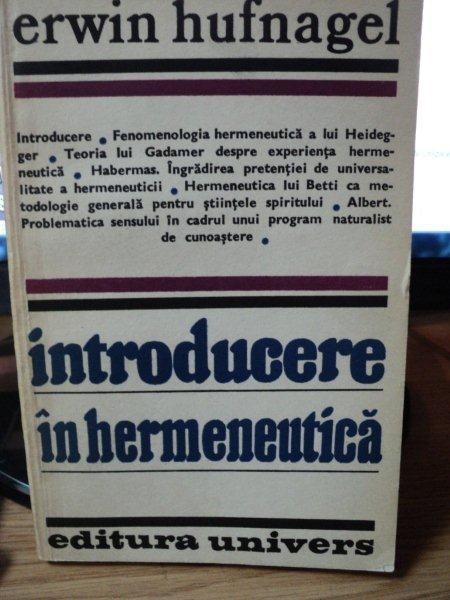 erwin hufnagel
Introducere • Fenomenologia hermeneutică a lui Heideg-
ger • Teoria lui Gadamer despre experiența herme-
neutică • Habermas. Îngrădirea pretenției de universa-
litate a hermeneuticii • Hermeneutica lui Betti ca me-
todologie generală pentru științele spiritului • Albert.
Problematica sensului în cadrul unui program naturalist
de cunoaștere •
introducere
în hermeneutică
editura univers